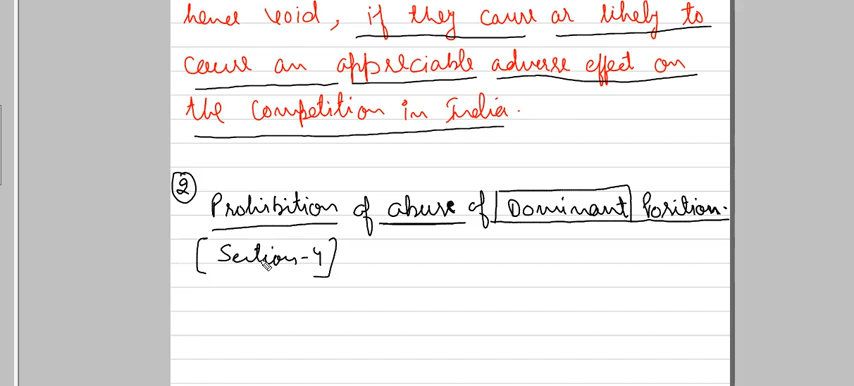 hence void, if they cause or likely to
cause an appreciable adverse effect on
the competition in India.
② Prohibition of abuse of Dominant Position.
[Section-4]